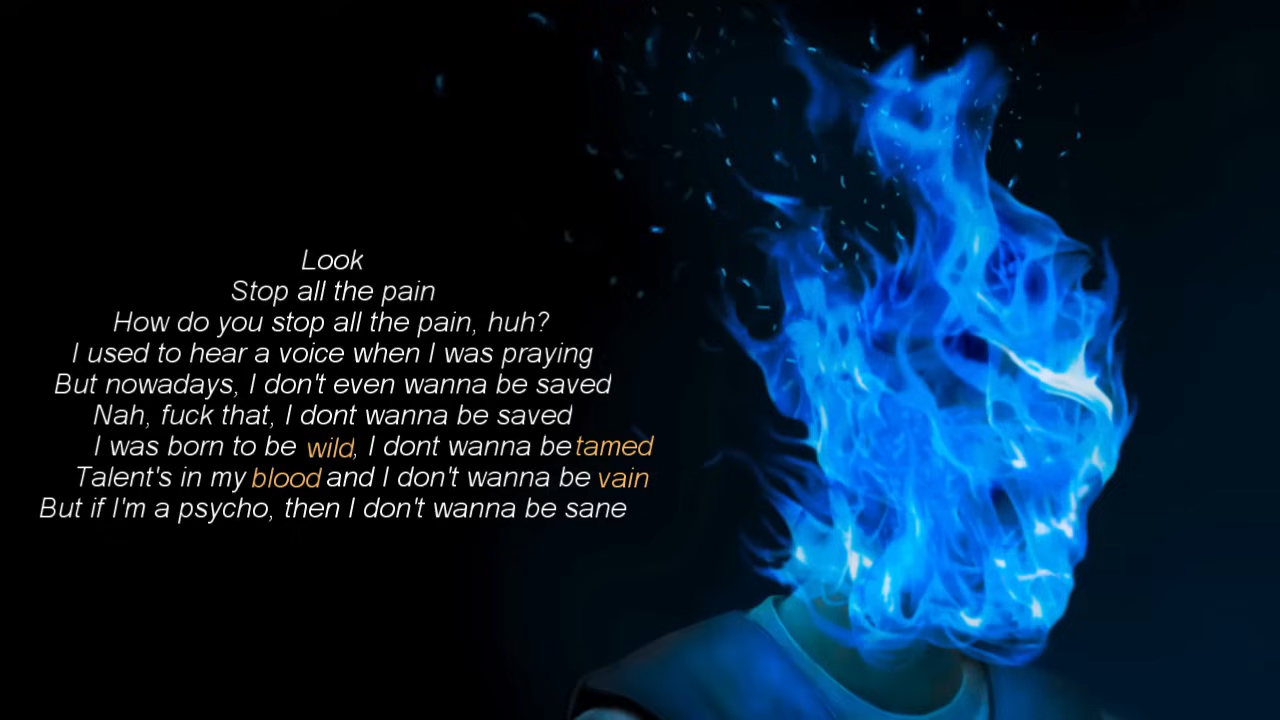 Look
Stop all the pain
How do you stop all the pain, huh?
I used to hear a voice when I was praying
But nowadays, I don't even wanna be saved
Nah, fuck that, I dont wanna be saved
I was born to be wild, I dont wanna be tamed
Talent's in my blood and I don't wanna be vain
But if I'm a psycho, then I don't wanna be sane